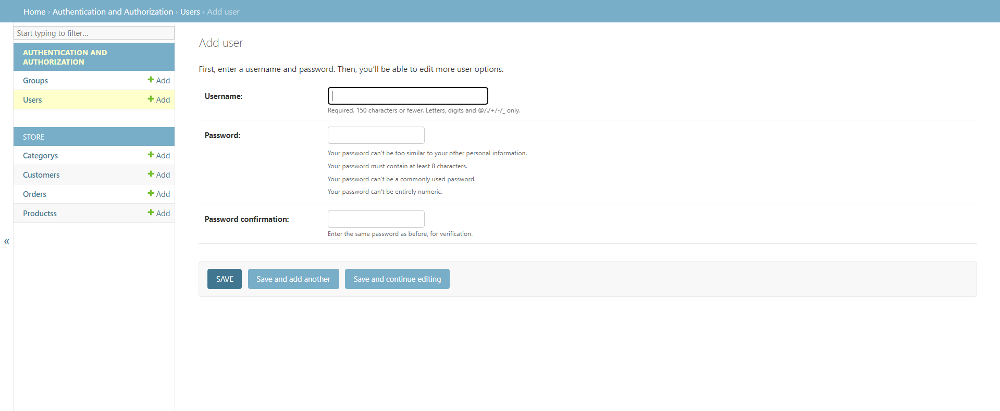 Home › Authentication and Authorization › Users › Add user
Start typing to filter...
AUTHENTICATION AND
AUTHORIZATION
Groups
Add
Users
Add
STORE
Categorys
Add
Customers
Add
Orders
Add
Productss
Add
«
Add user
First, enter a username and password. Then, you’ll be able to edit more user options.
Username:
Required. 150 characters or fewer. Letters, digits and @/./+/-/_ only.
Password:
Your password can’t be too similar to your other personal information.
Your password must contain at least 8 characters.
Your password can’t be a commonly used password.
Your password can’t be entirely numeric.
Password confirmation:
Enter the same password as before, for verification.
SAVE
Save and add another
Save and continue editing